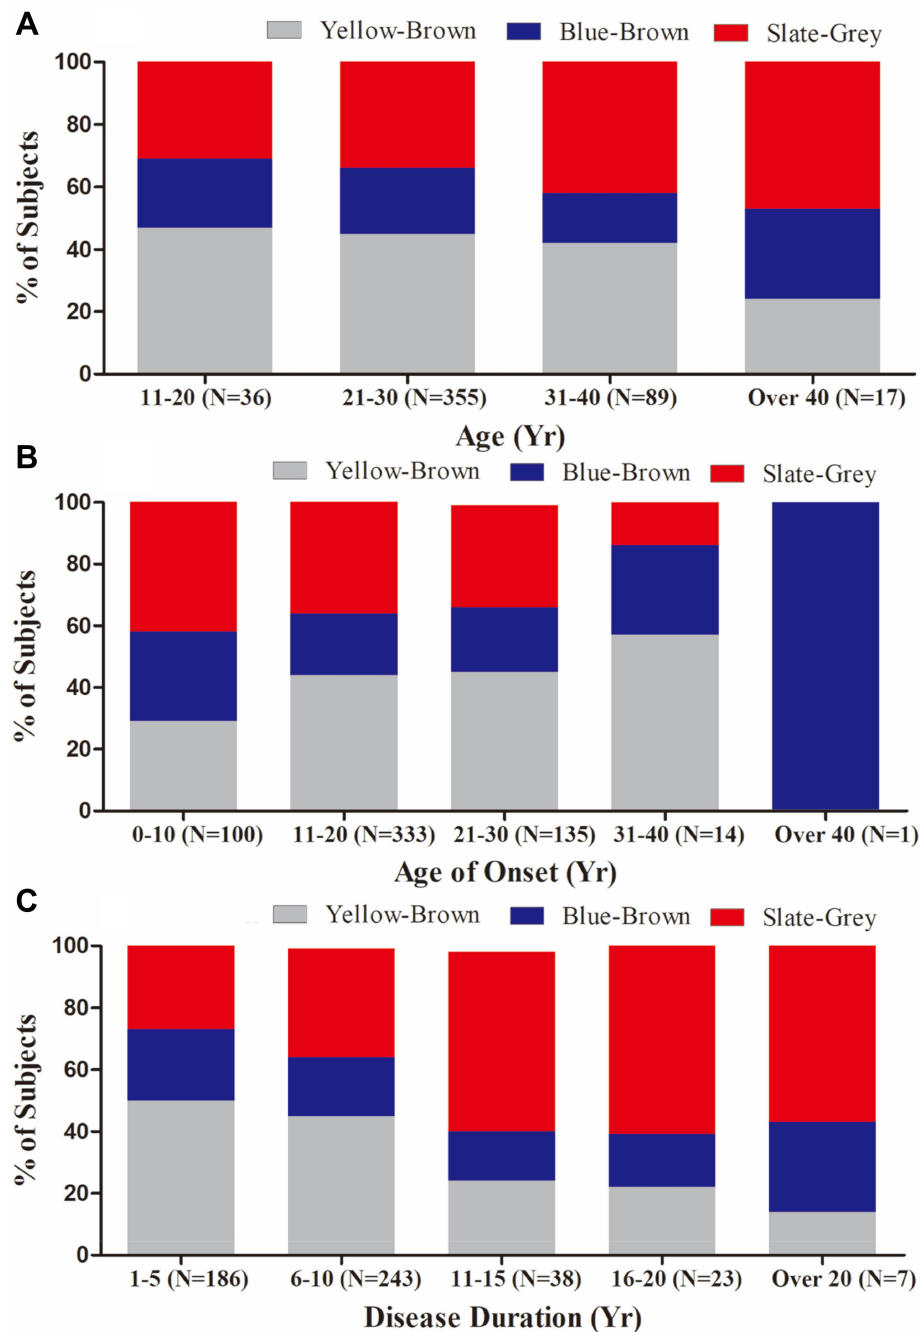 A
Yellow-Brown Blue-Brown Slate-Grey
100
80
60
40
20
0
% of Subjects
11-20 (N=36) 21-30 (N=355) 31-40 (N=89) Over 40 (N=17)
Age (Yr)
B
Yellow-Brown Blue-Brown Slate-Grey
100
80
60
40
20
0
% of Subjects
0-10 (N=100) 11-20 (N=333) 21-30 (N=135) 31-40 (N=14) Over 40 (N=1)
Age of Onset (Yr)
C
Yellow-Brown Blue-Brown Slate-Grey
100
80
60
40
20
0
% of Subjects
1-5 (N=186) 6-10 (N=243) 11-15 (N=38) 16-20 (N=23) Over 20 (N=7)
Disease Duration (Yr)